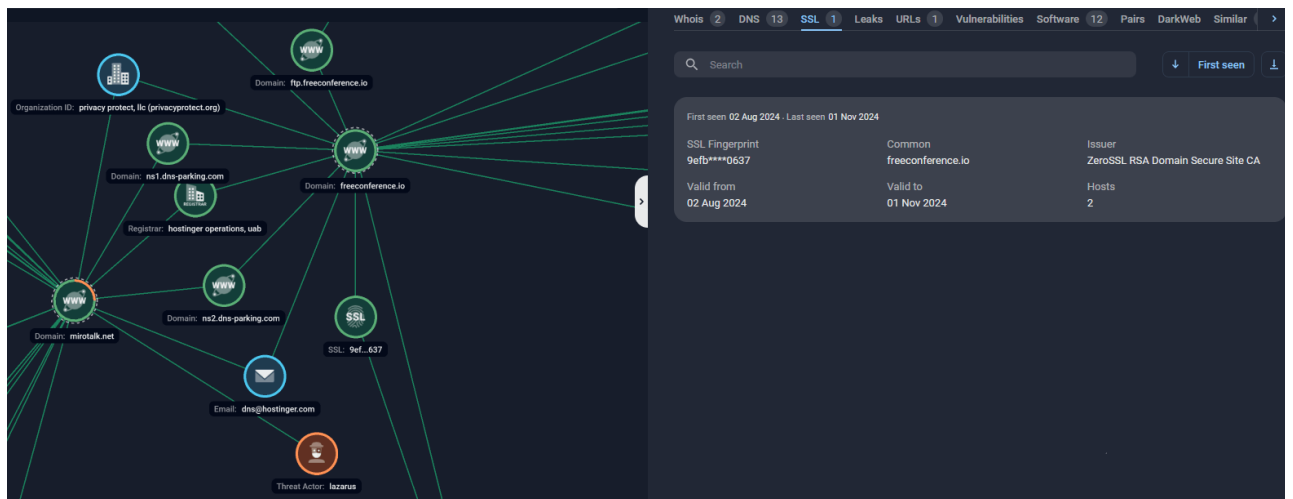 Domain: ftp.freeconference.io
Organization ID: privacy protect, llc (privacyprotect.org)
Domain: ns1.dns-parking.com
Domain: freeconference.io
REGISTRAR
Registrar: hostinger operations, uab
WWW
WWW
WWW
WWW
WWW
Domain: ns2.dns-parking.com
SSL
Domain: mirotalk.net
SSL: 9ef...637
Email: dns@hostinger.com
Threat Actor: lazarus
Whois 2 DNS 13 SSL 1 Leaks URLs 1 Vulnerabilities Software 12 Pairs DarkWeb Similar
Search
First seen
First seen 02 Aug 2024 - Last seen 01 Nov 2024
SSL Fingerprint Common Issuer
9efb****0637 freeconference.io ZeroSSL RSA Domain Secure Site CA
Valid from Valid to Hosts
02 Aug 2024 01 Nov 2024 2